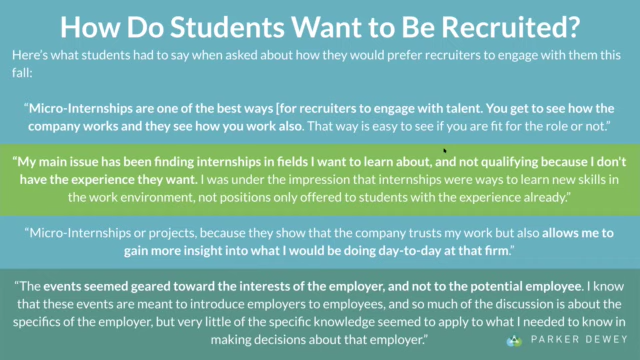 How Do Students Want to Be Recruited?
Here's what students had to say when asked about how they would prefer recruiters to engage with them this
fall:
“Micro-Internships are one of the best ways [for recruiters to engage with talent. You get to see how the
company works and they see how you work also. That way is easy to see if you are fit for the role or not.”
“My main issue has been finding internships in fields I want to learn about, and not qualifying because I don't
have the experience they want. I was under the impression that internships were ways to learn new skills in
the work environment, not positions only offered to students with the experience already.”
“Micro-Internships or projects, because they show that the company trusts my work but also allows me to
gain more insight into what I would be doing day-to-day at that firm.”
“The events seemed geared toward the interests of the employer, and not to the potential employee. I know
that these events are meant to introduce employers to employees, and so much of the discussion is about the
specifics of the employer, but very little of the specific knowledge seemed to apply to what I needed to know in
making decisions about that employer.”
PARKER DEWEY